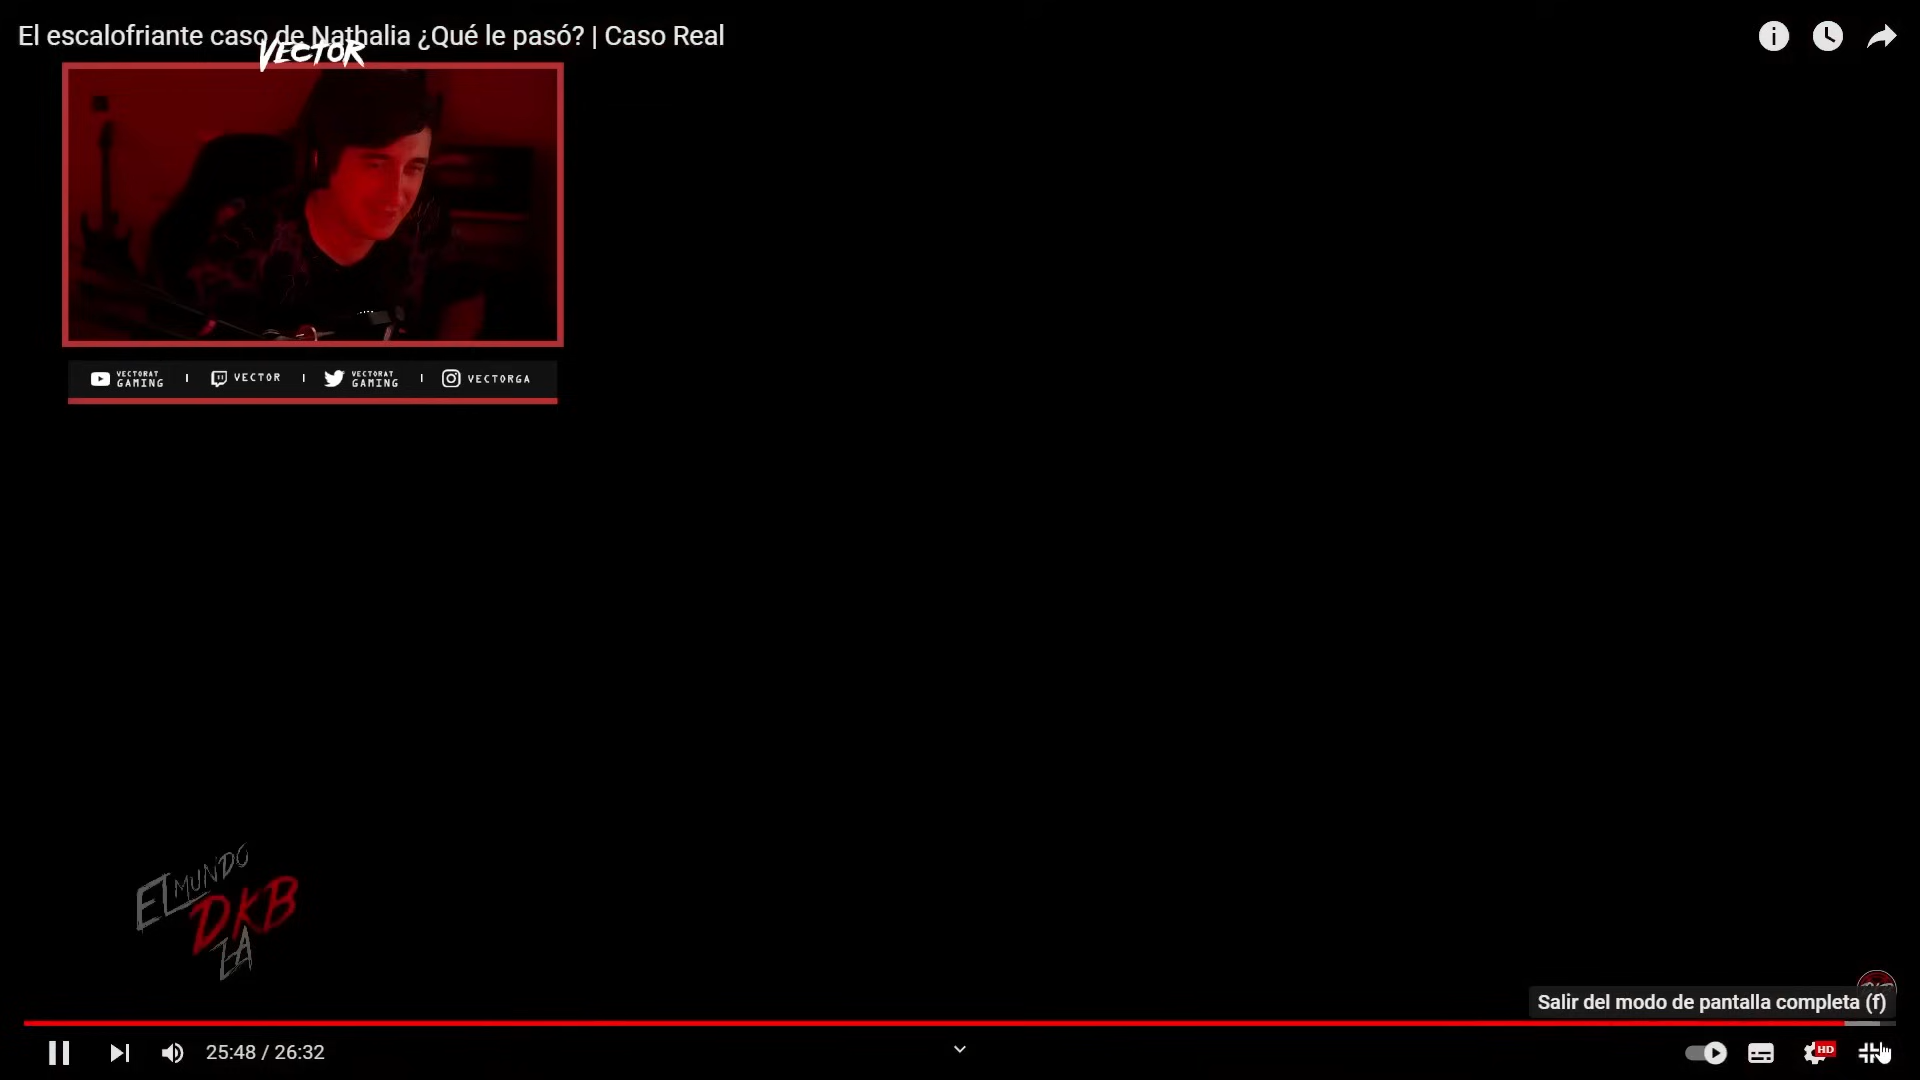 El escalofriante caso de Nathalia ¿Qué le pasó? | Caso Real
VECTOR
VECTORAT GAMING
VECTOR
VECTORAT GAMING
VECTORGA
EL MUNDO
DKB
ZA
Salir del modo de pantalla completa (f)
25:48 / 26:32
HD